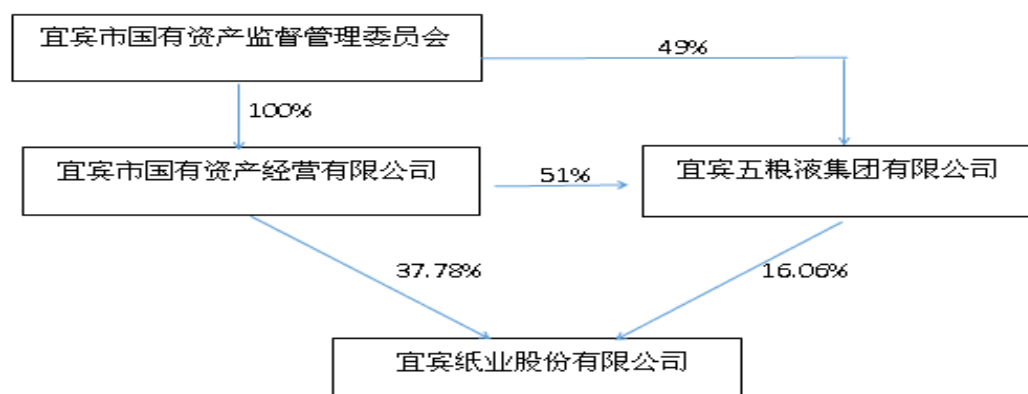 宜宾市国有资产监督管理委员会
49%
100%
宜宾市国有资产经营有限公司
51%
宜宾五粮液集团有限公司
37.78%
16.06%
宜宾纸业股份有限公司